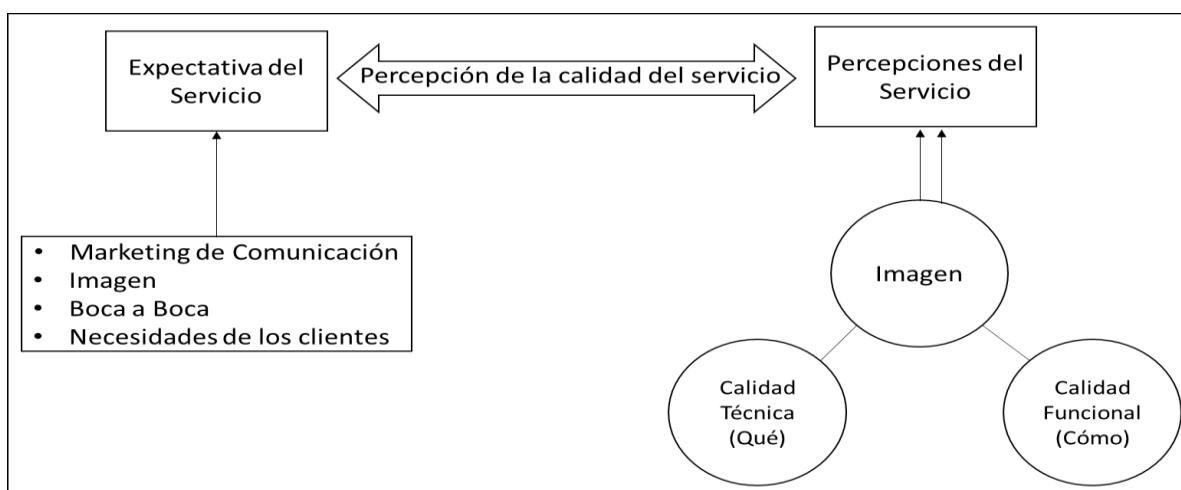 Expectativa del
Servicio
Percepción de la calidad del servicio
Percepciones del
Servicio
• Marketing de Comunicación
• Imagen
• Boca a Boca
• Necesidades de los clientes
Imagen
Calidad
Técnica
(Qué)
Calidad
Funcional
(Cómo)